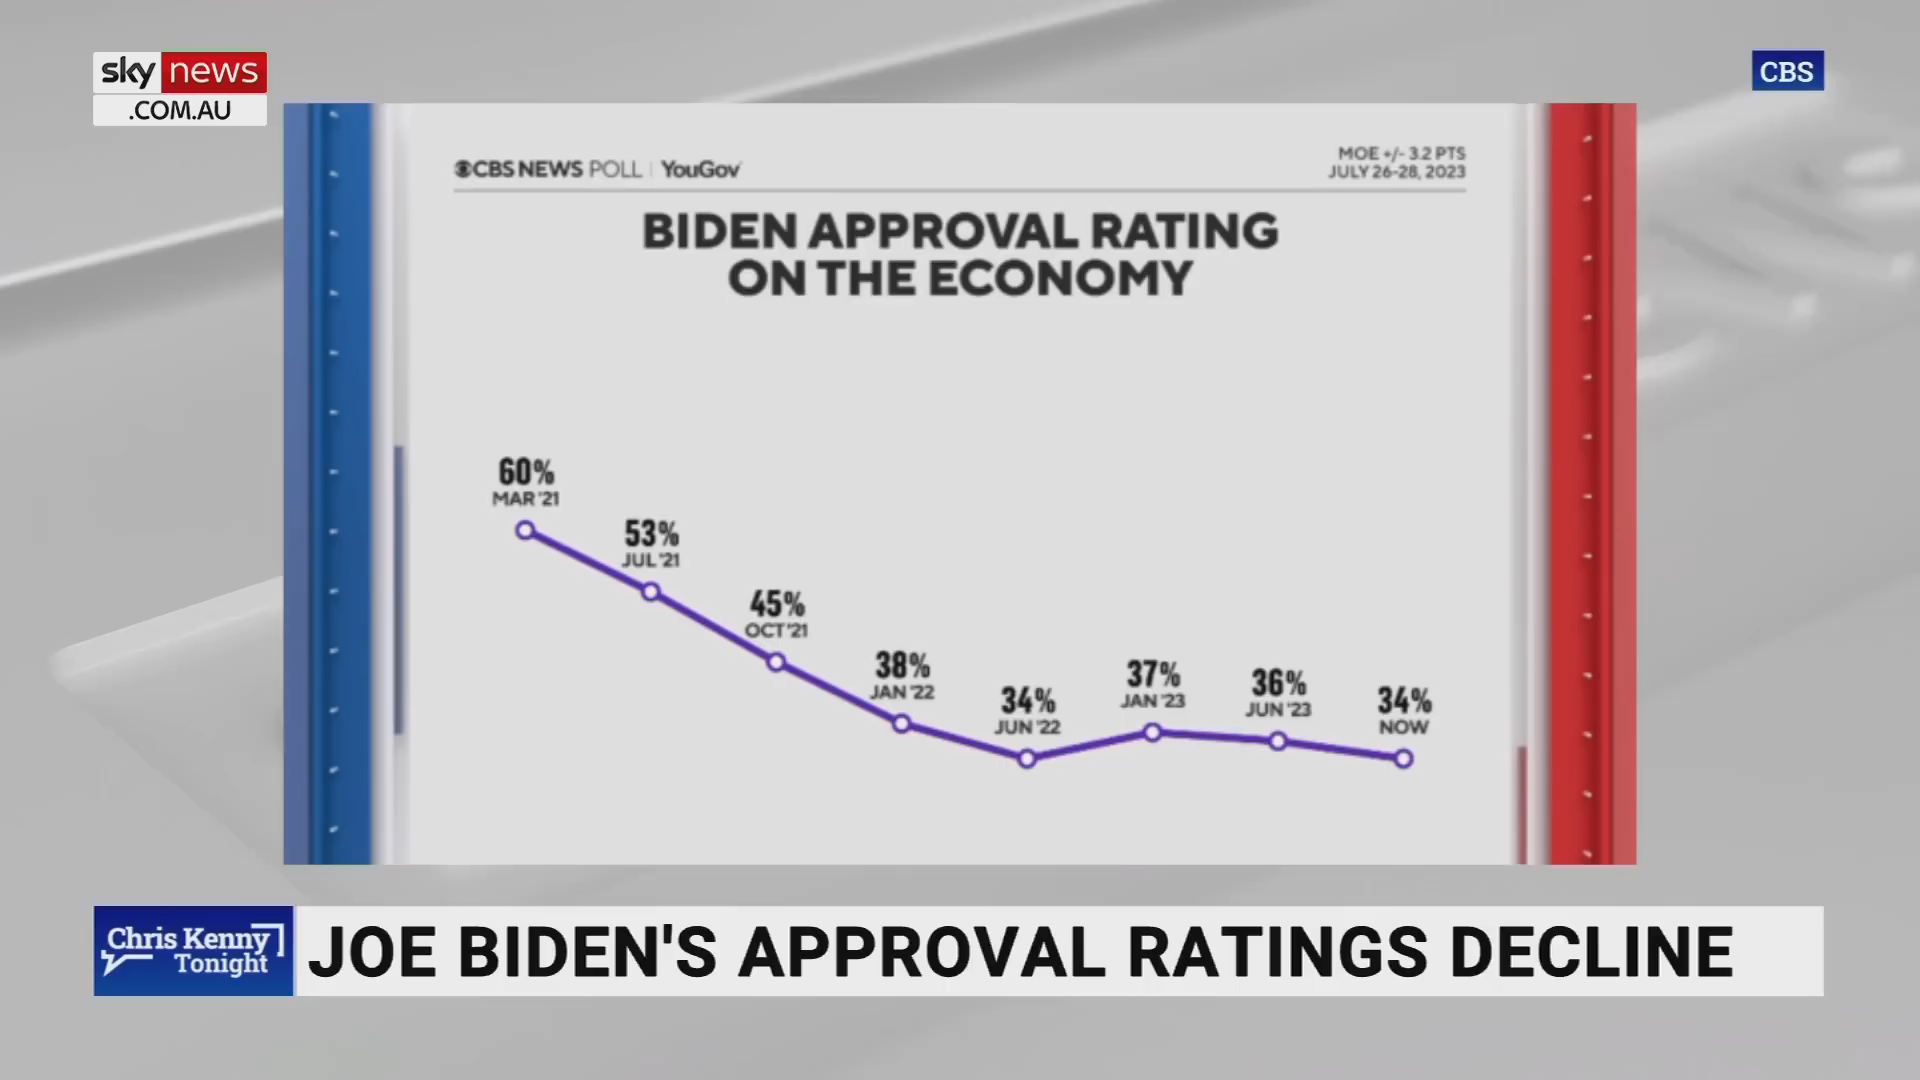 sky news
.COM.AU
CBS
CBS NEWS POLL | YouGov
MOE +/- 3.2 PTS
JULY 26-28, 2023
BIDEN APPROVAL RATING
ON THE ECONOMY
60%
MAR '21
53%
JUL '21
45%
OCT '21
38%
JAN '22
34%
JUN '22
37%
JAN '23
36%
JUN '23
34%
NOW
Chris Kenny
Tonight
JOE BIDEN'S APPROVAL RATINGS DECLINE